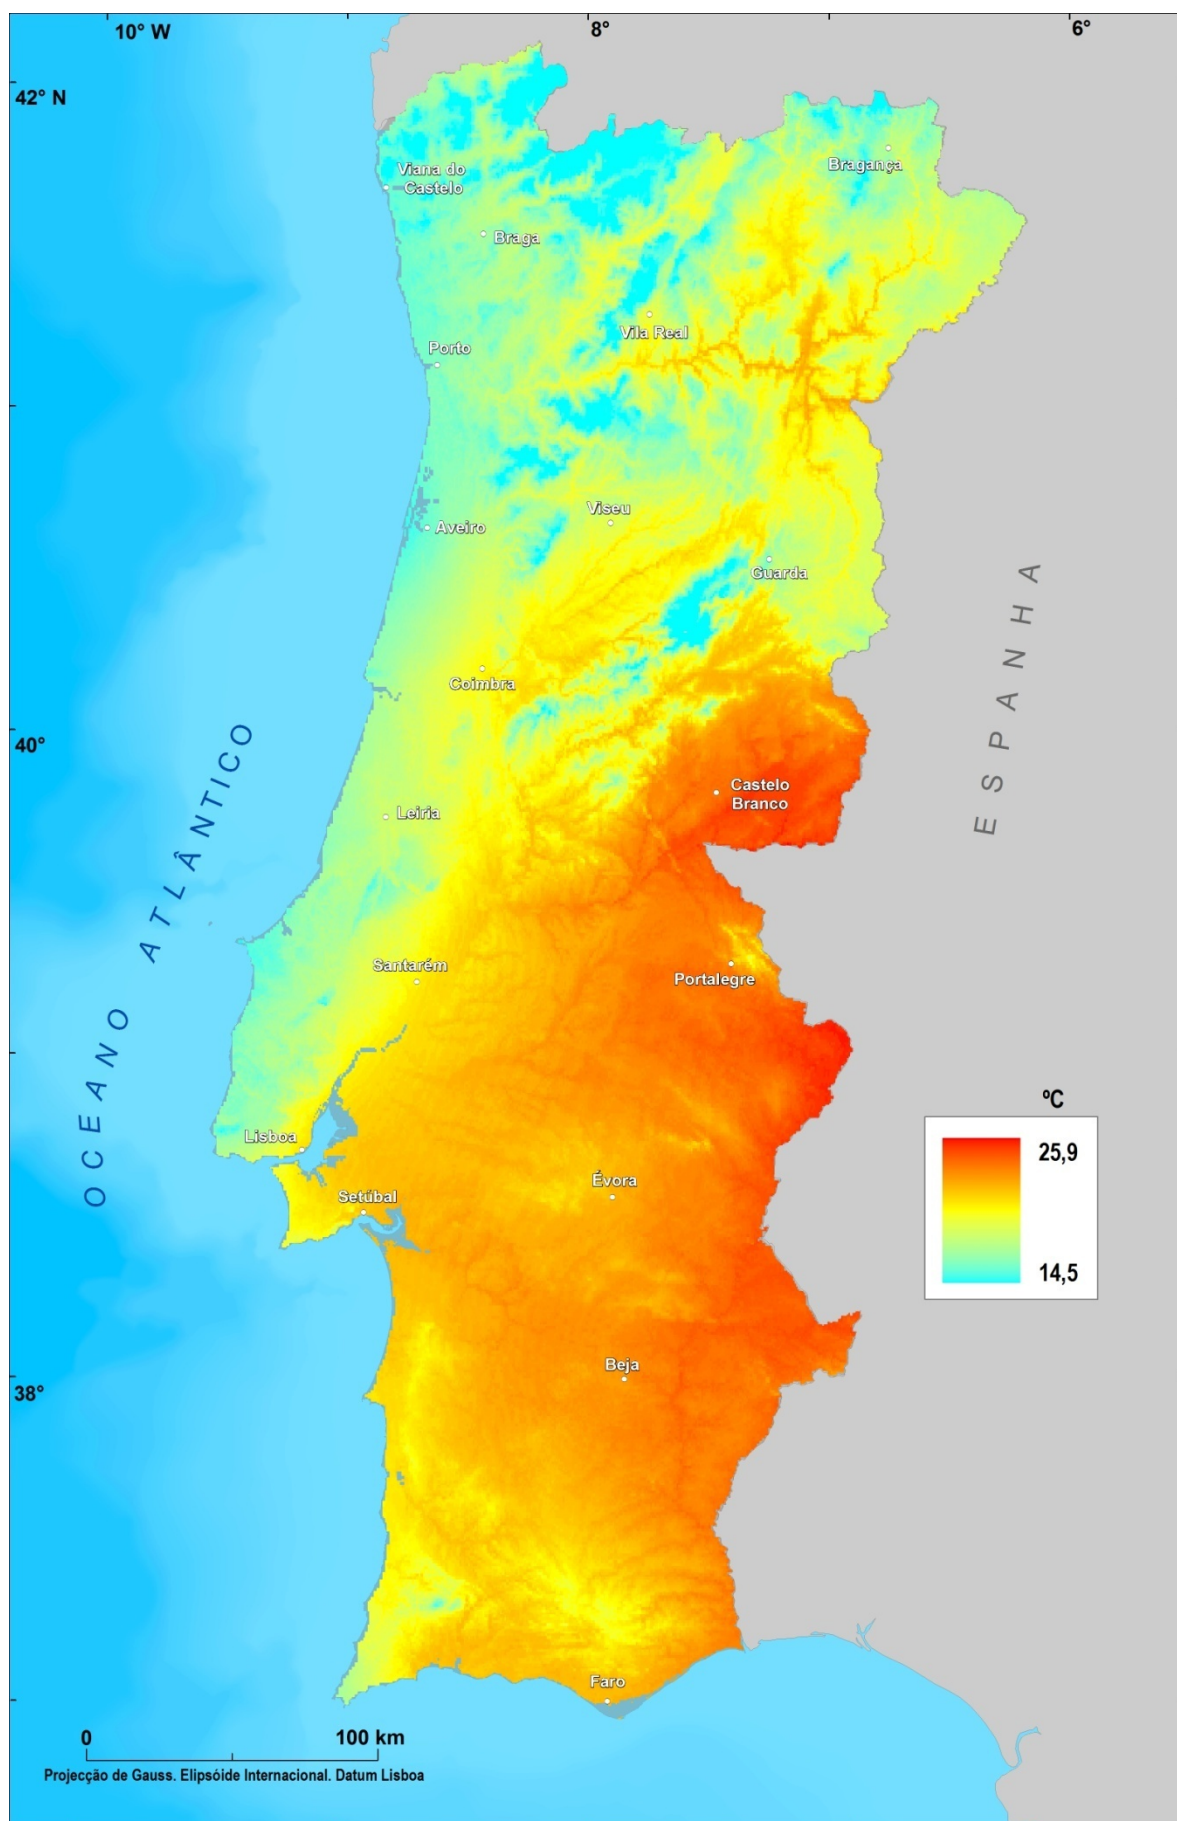 10° W
8°
6°
42° N
Bragança
Viana do
Castelo
Braga
Vila Real
Porto
Viseu
Aveiro
Guarda
Coimbra
40°
OCEANO ATLÂNTICO
ESPANHA
Castelo
Branco
Leiria
Santarém
Portalegre
Lisboa
Évora
Setúbal
ºC
25,9
14,5
Beja
38°
Faro
0
100 km
Projecção de Gauss. Elipsóide Internacional. Datum Lisboa